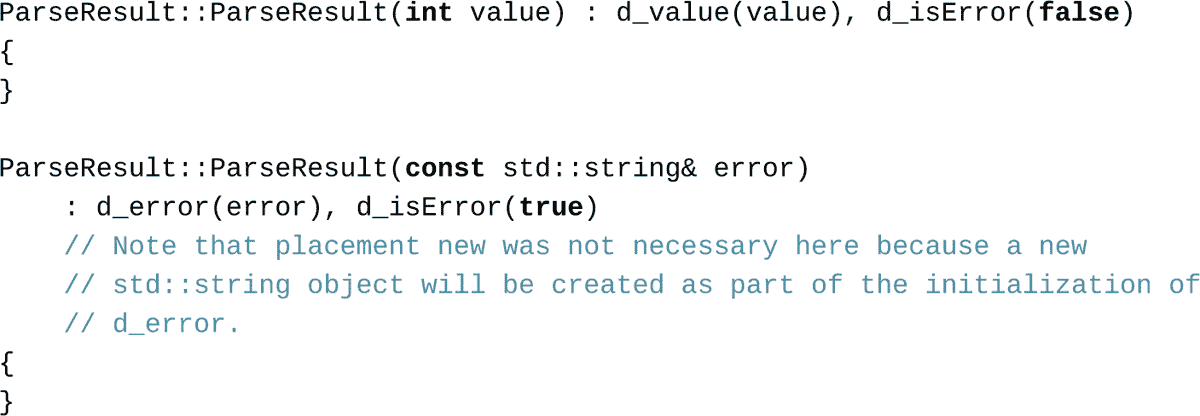 ParseResult::ParseResult(int value) : d_value(value), d_isError(false)
{
}
ParseResult::ParseResult(const std::string& error)
    : d_error(error), d_isError(true)
    // Note that placement new was not necessary here because a new
    // std::string object will be created as part of the initialization of
    // d_error.
{
}